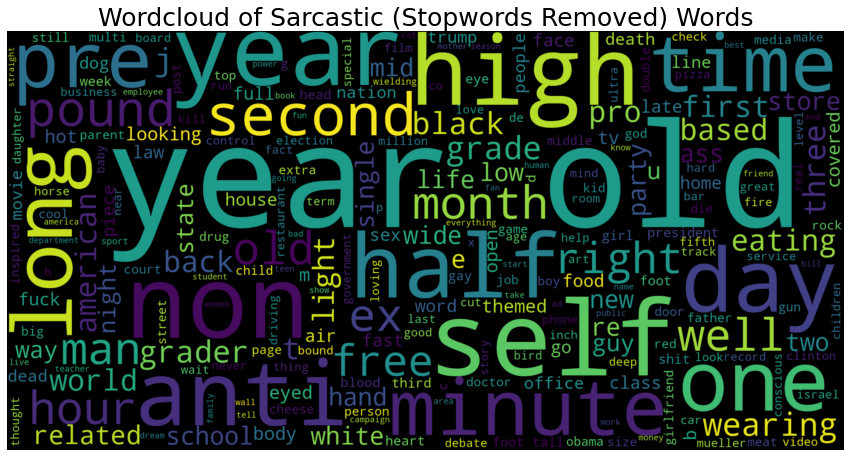 Wordcloud of Sarcastic (Stopwords Removed) Words
still multi board
year
high
trump
film
death
check
media make
time
pre
j
dog
week
business
top
full
special
mid
nation
head
face
people
eye
line
late
first
store
pizza
best
pound
hot
parent
looking
second
black
pro
tv
god
party
based
ass
three
covered
level
real
long
movie
daughter
horse
cool
american
piece
law
state
house
extra
term
drug
restaurant
year old
grade
life
low
month
single
middle
u
home
hard
kid
room
mind
human
know
friend
great
fire
bar
die
inspired
department
sport
america
near
baby
going
kill
post
run
control
election
fact
million
book
fun
love
mother season
power
employee
straight
double
ultra
wielding
back
old
night
fuck
big
court
student
child
non
light
m
government
loving
sex
gay
half
wide
open
e
x
age
game
start
boy
job
girl
help
right
food
foot
art
president
fifth
track
service
rock
eating
day
gun
bill
children
way
man
grader
street
driving
bad
teen
show
air
bound
page
ex
word
last
good
fast
cut
take
themed
re
go
guy
new
self
name
public
door
father
red
shit
look
record
clinton
well
two
conscious
israel
live
dead
world
teacher
wait
never
thing
eyed
cheese
free
hand
person
blood
third
story
bird
inch
phone
ad
deep
class
office
doctor
girlfriend
car
b
one
wearing
thought
related
dream
school
family
hour
body
wall
tell
campaign
white
anti
heart
debate
foot tall
minute
obama
size
area
work
money
mueller
meat
video
women
everything
fan